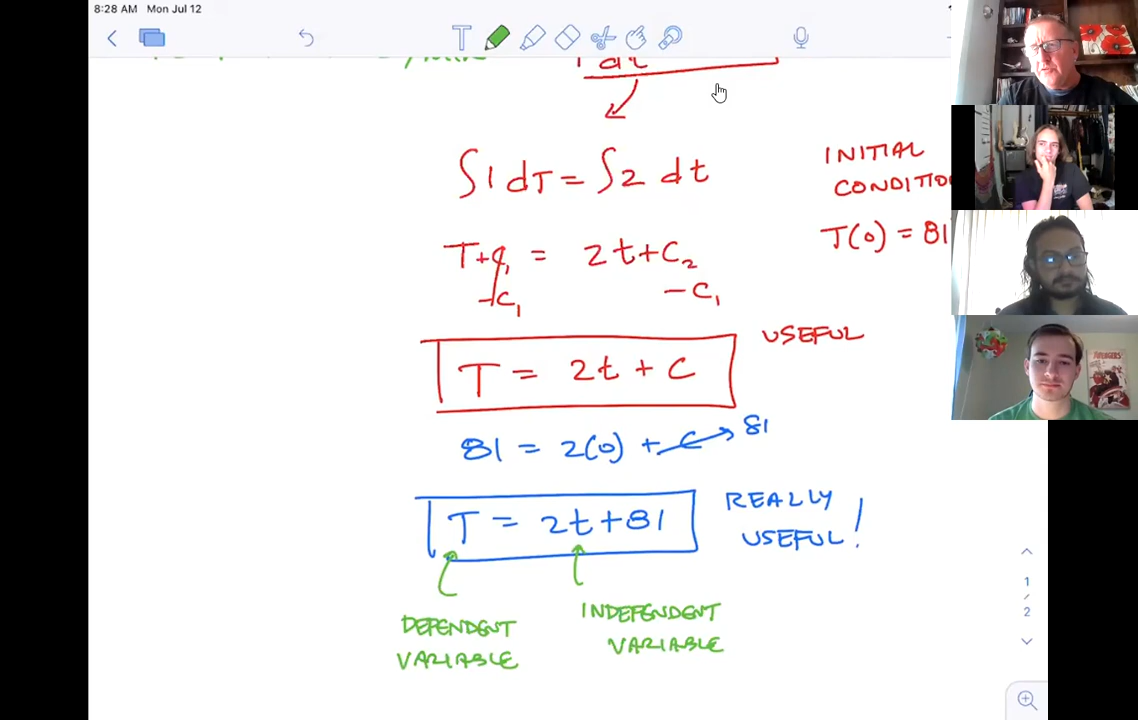 8:28 AM Mon Jul 12
∫1 dT = ∫2 dt
INITIAL
CONDITIO
T(0) = 81
T+C₁ = 2t+C₂
-C₁ -C₁
USEFUL
T = 2t + C
81 = 2(0) + C → 81
T = 2t+81
REALLY
USEFUL!
DEPENDENT
VARIABLE
INDEPENDENT
VARIABLE
1
/
2